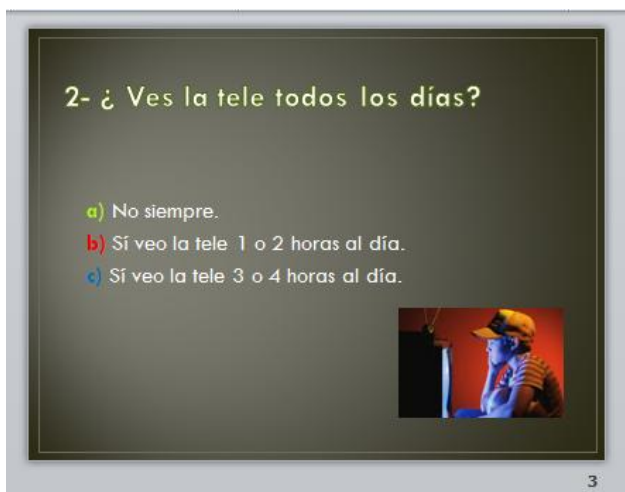 2- ¿ Ves la tele todos los días?
a) No siempre.
b) Sí veo la tele 1 o 2 horas al día.
c) Sí veo la tele 3 o 4 horas al día.
3